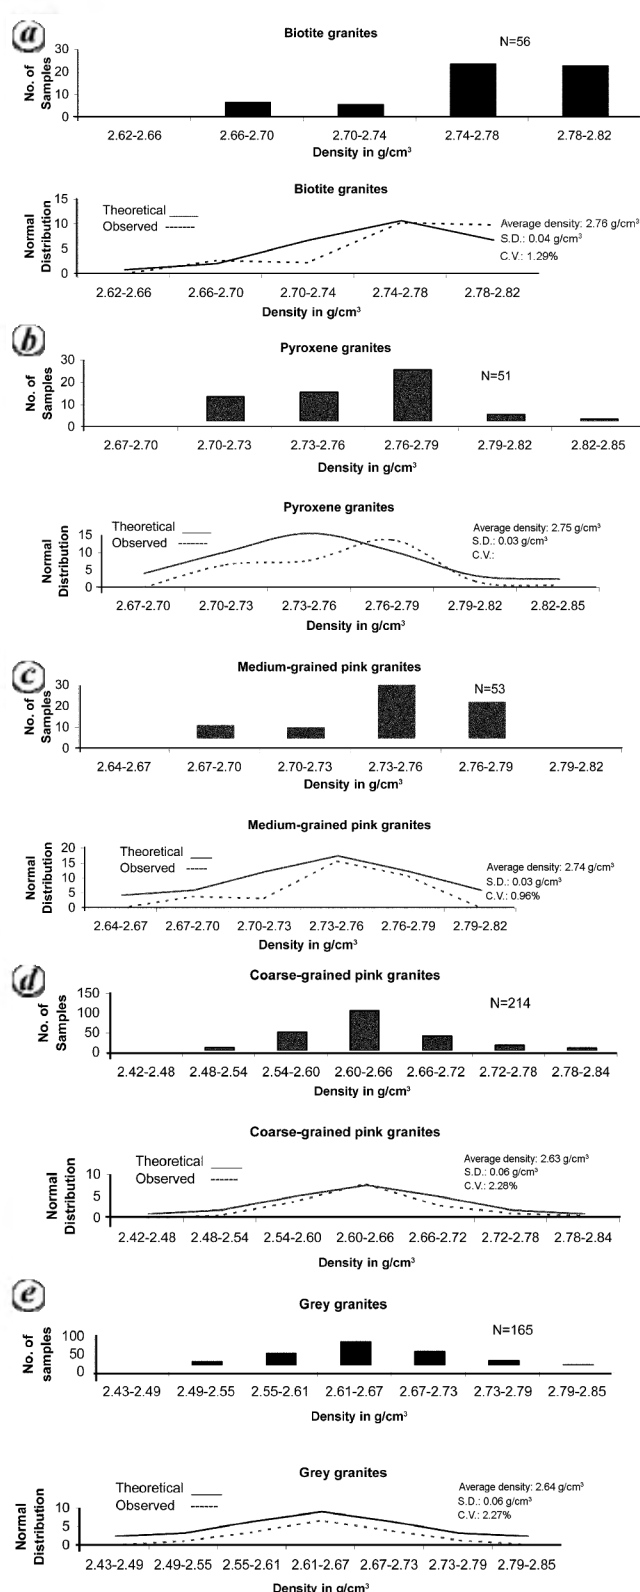 a
Biotite granites
N=56
No. of
Samples
30
20
10
0
2.62-2.66 2.66-2.70 2.70-2.74 2.74-2.78 2.78-2.82
Density in g/cm³
Biotite granites
Normal
Distribution
15
10
5
0
Theoretical
Observed
Average density: 2.76 g/cm³
S.D.: 0.04 g/cm³
C.V.: 1.29%
2.62-2.66 2.66-2.70 2.70-2.74 2.74-2.78 2.78-2.82
Density in g/cm³
b
Pyroxene granites
N=51
No. of
Samples
30
20
10
0
2.67-2.70 2.70-2.73 2.73-2.76 2.76-2.79 2.79-2.82 2.82-2.85
Density in g/cm³
Pyroxene granites
Normal
Distribution
15
10
5
0
Theoretical
Observed
Average density: 2.75 g/cm³
S.D.: 0.03 g/cm³
C.V.:
2.67-2.70 2.70-2.73 2.73-2.76 2.76-2.79 2.79-2.82 2.82-2.85
Density in g/cm³
c
Medium-grained pink granites
N=53
No. of
Samples
30
20
10
0
2.64-2.67 2.67-2.70 2.70-2.73 2.73-2.76 2.76-2.79 2.79-2.82
Density in g/cm³
Medium-grained pink granites
Normal
Distribution
20
15
10
5
0
Theoretical
Observed
Average density: 2.74 g/cm³
S.D.: 0.03 g/cm³
C.V.: 0.96%
2.64-2.67 2.67-2.70 2.70-2.73 2.73-2.76 2.76-2.79 2.79-2.82
Density in g/cm³
d
Coarse-grained pink granites
N=214
No. of
Samples
150
100
50
0
2.42-2.48 2.48-2.54 2.54-2.60 2.60-2.66 2.66-2.72 2.72-2.78 2.78-2.84
Density in g/cm³
Coarse-grained pink granites
Normal
Distribution
10
5
0
Theoretical
Observed
Average density: 2.63 g/cm³
S.D.: 0.06 g/cm³
C.V.: 2.28%
2.42-2.48 2.48-2.54 2.54-2.60 2.60-2.66 2.66-2.72 2.72-2.78 2.78-2.84
Density in g/cm³
e
Grey granites
N=165
No. of
samples
100
50
0
2.43-2.49 2.49-2.55 2.55-2.61 2.61-2.67 2.67-2.73 2.73-2.79 2.79-2.85
Density in g/cm³
Grey granites
Normal
Distribution
10
5
0
Theoretical
Observed
Average density: 2.64 g/cm³
S.D.: 0.06 g/cm³
C.V.: 2.27%
2.43-2.49 2.49-2.55 2.55-2.61 2.61-2.67 2.67-2.73 2.73-2.79 2.79-2.85
Density in g/cm³